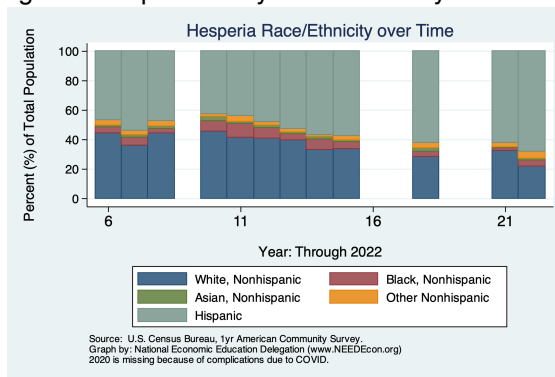 Hesperia Race/Ethnicity over Time
Percent (%) of Total Population
100
80
60
40
20
0
6 11 16 21
Year: Through 2022
White, Nonhispanic Black, Nonhispanic
Asian, Nonhispanic Other Nonhispanic
Hispanic
Source: U.S. Census Bureau, 1yr American Community Survey.
Graph by: National Economic Education Delegation (www.NEEDEcon.org)
2020 is missing because of complications due to COVID.